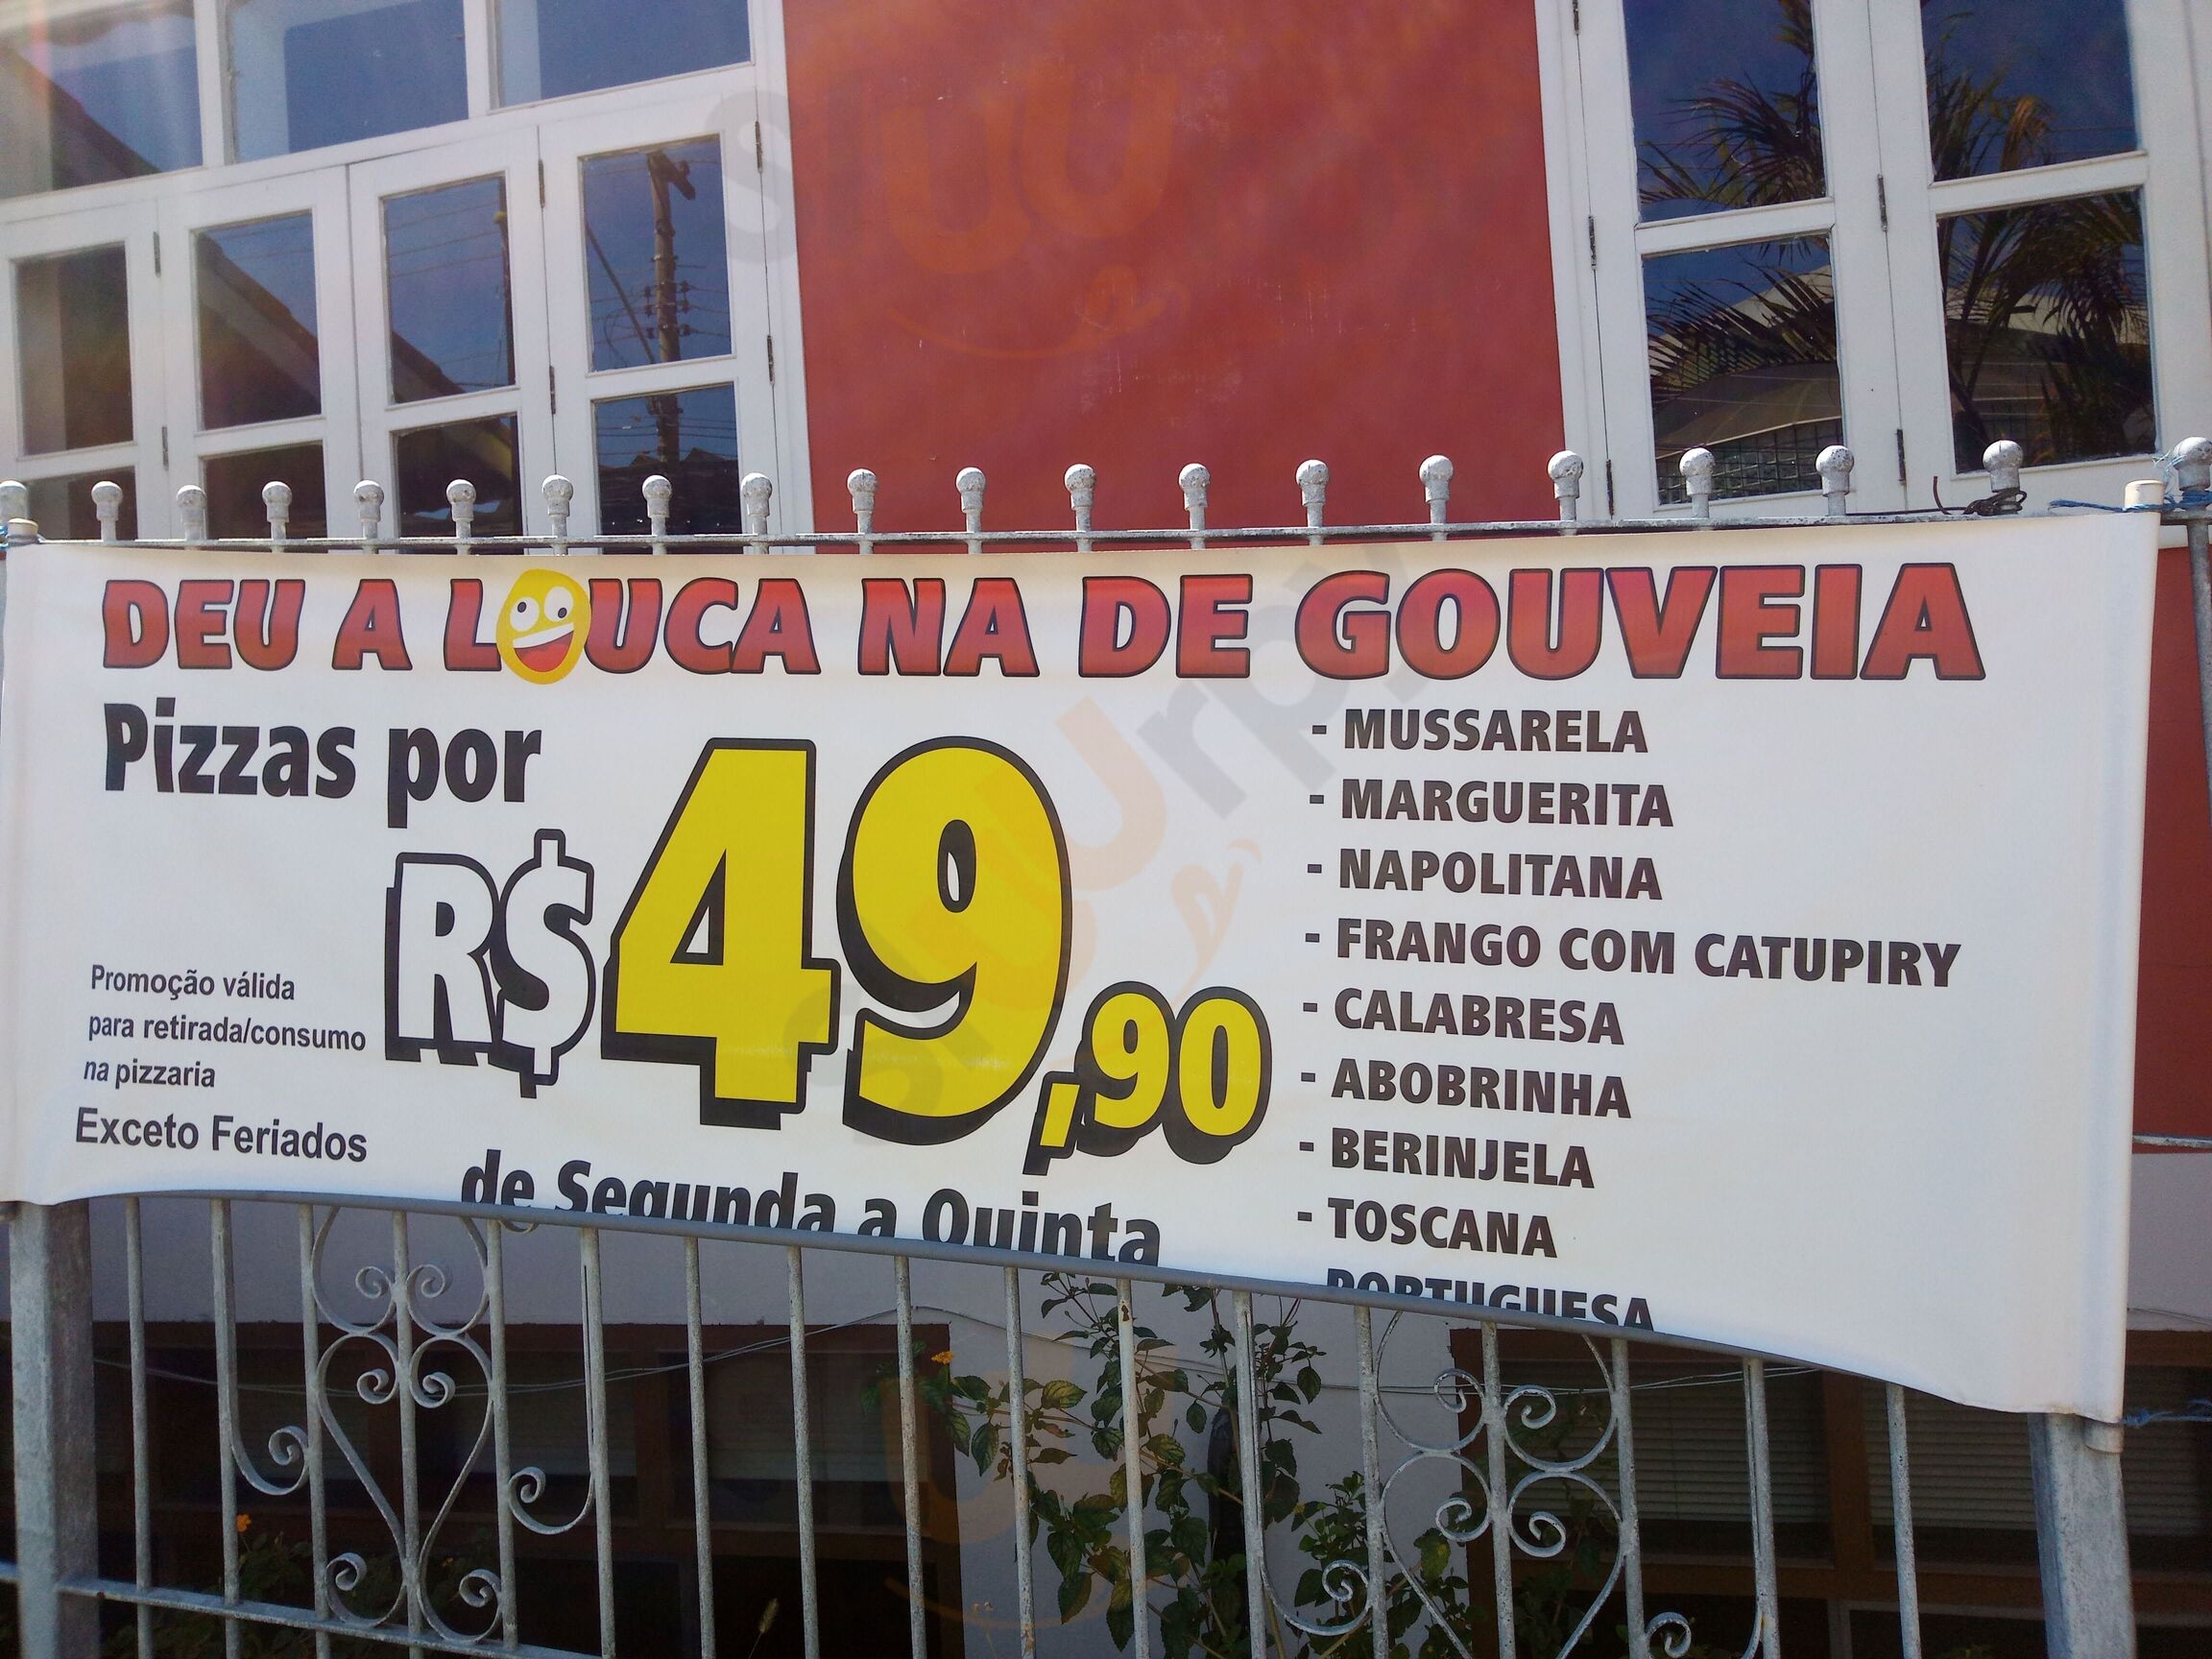 DEU A LOUCA NA DE GOUVEIA
Pizzas por
R$49,90
Promoção válida
para retirada/consumo
na pizzaria
Exceto Feriados
de Segunda a Quinta
- MUSSARELA
- MARGUERITA
- NAPOLITANA
- FRANGO COM CATUPIRY
- CALABRESA
- ABOBRINHA
- BERINJELA
- TOSCANA
PORTUGUESA